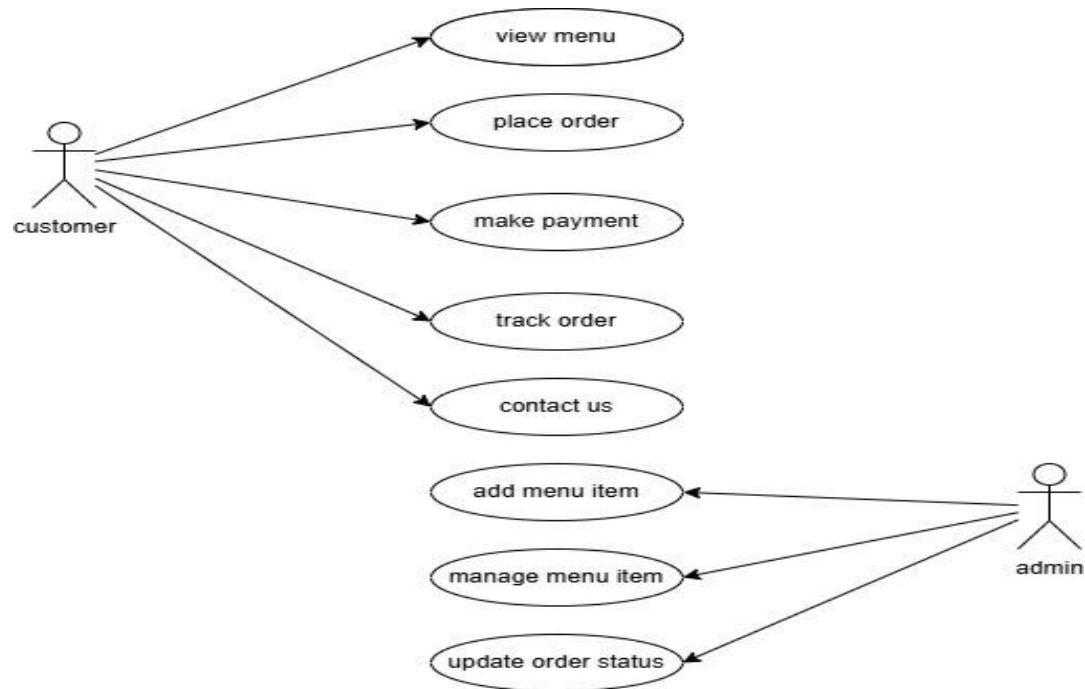 view menu
place order
customer
make payment
track order
contact us
add menu item
admin
manage menu item
update order status